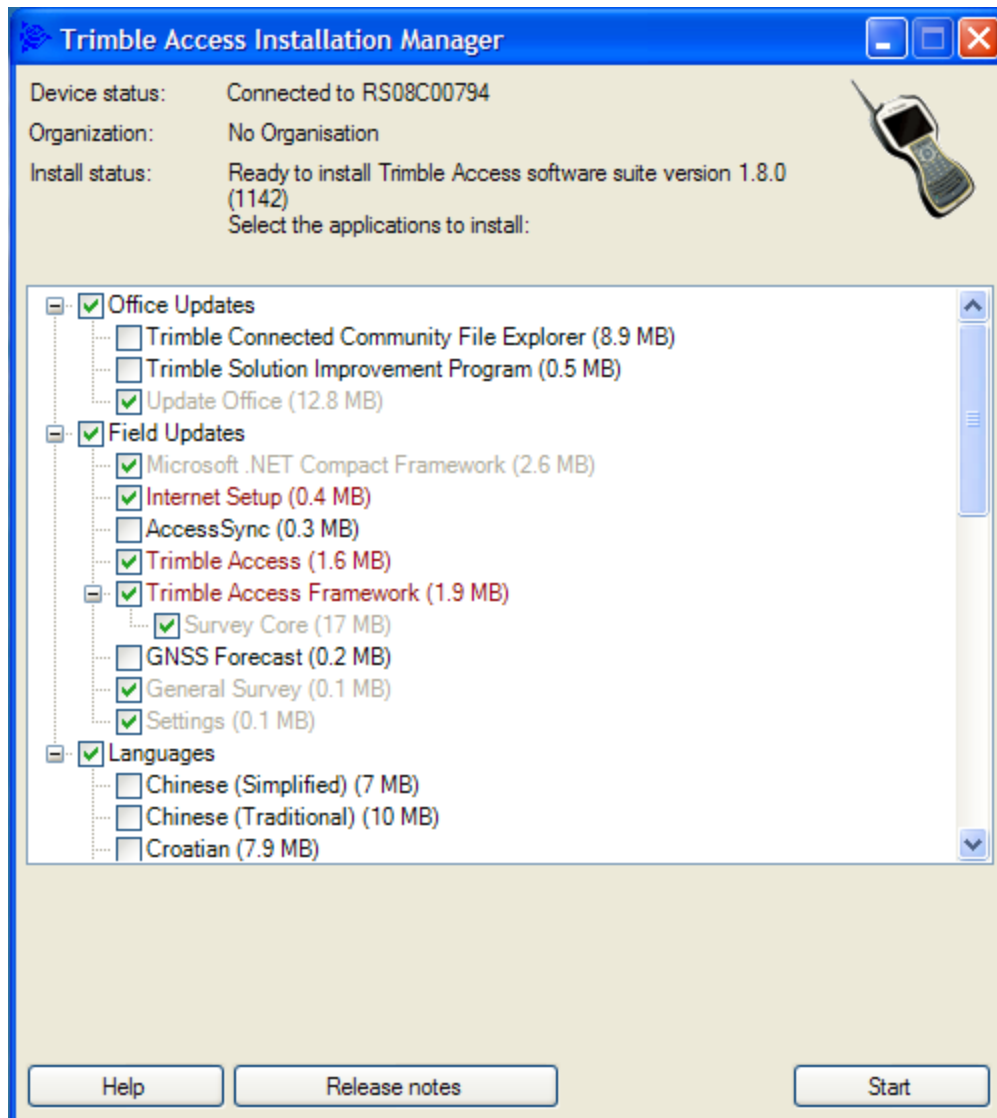 Trimble Access Installation Manager
Device status: Connected to RS08C00794
Organization: No Organisation
Install status: Ready to install Trimble Access software suite version 1.8.0
(1142)
Select the applications to install:
Office Updates
Trimble Connected Community File Explorer (8.9 MB)
Trimble Solution Improvement Program (0.5 MB)
Update Office (12.8 MB)
Field Updates
Microsoft .NET Compact Framework (2.6 MB)
Internet Setup (0.4 MB)
AccessSync (0.3 MB)
Trimble Access (1.6 MB)
Trimble Access Framework (1.9 MB)
Survey Core (17 MB)
GNSS Forecast (0.2 MB)
General Survey (0.1 MB)
Settings (0.1 MB)
Languages
Chinese (Simplified) (7 MB)
Chinese (Traditional) (10 MB)
Croatian (7.9 MB)
Help Release notes Start